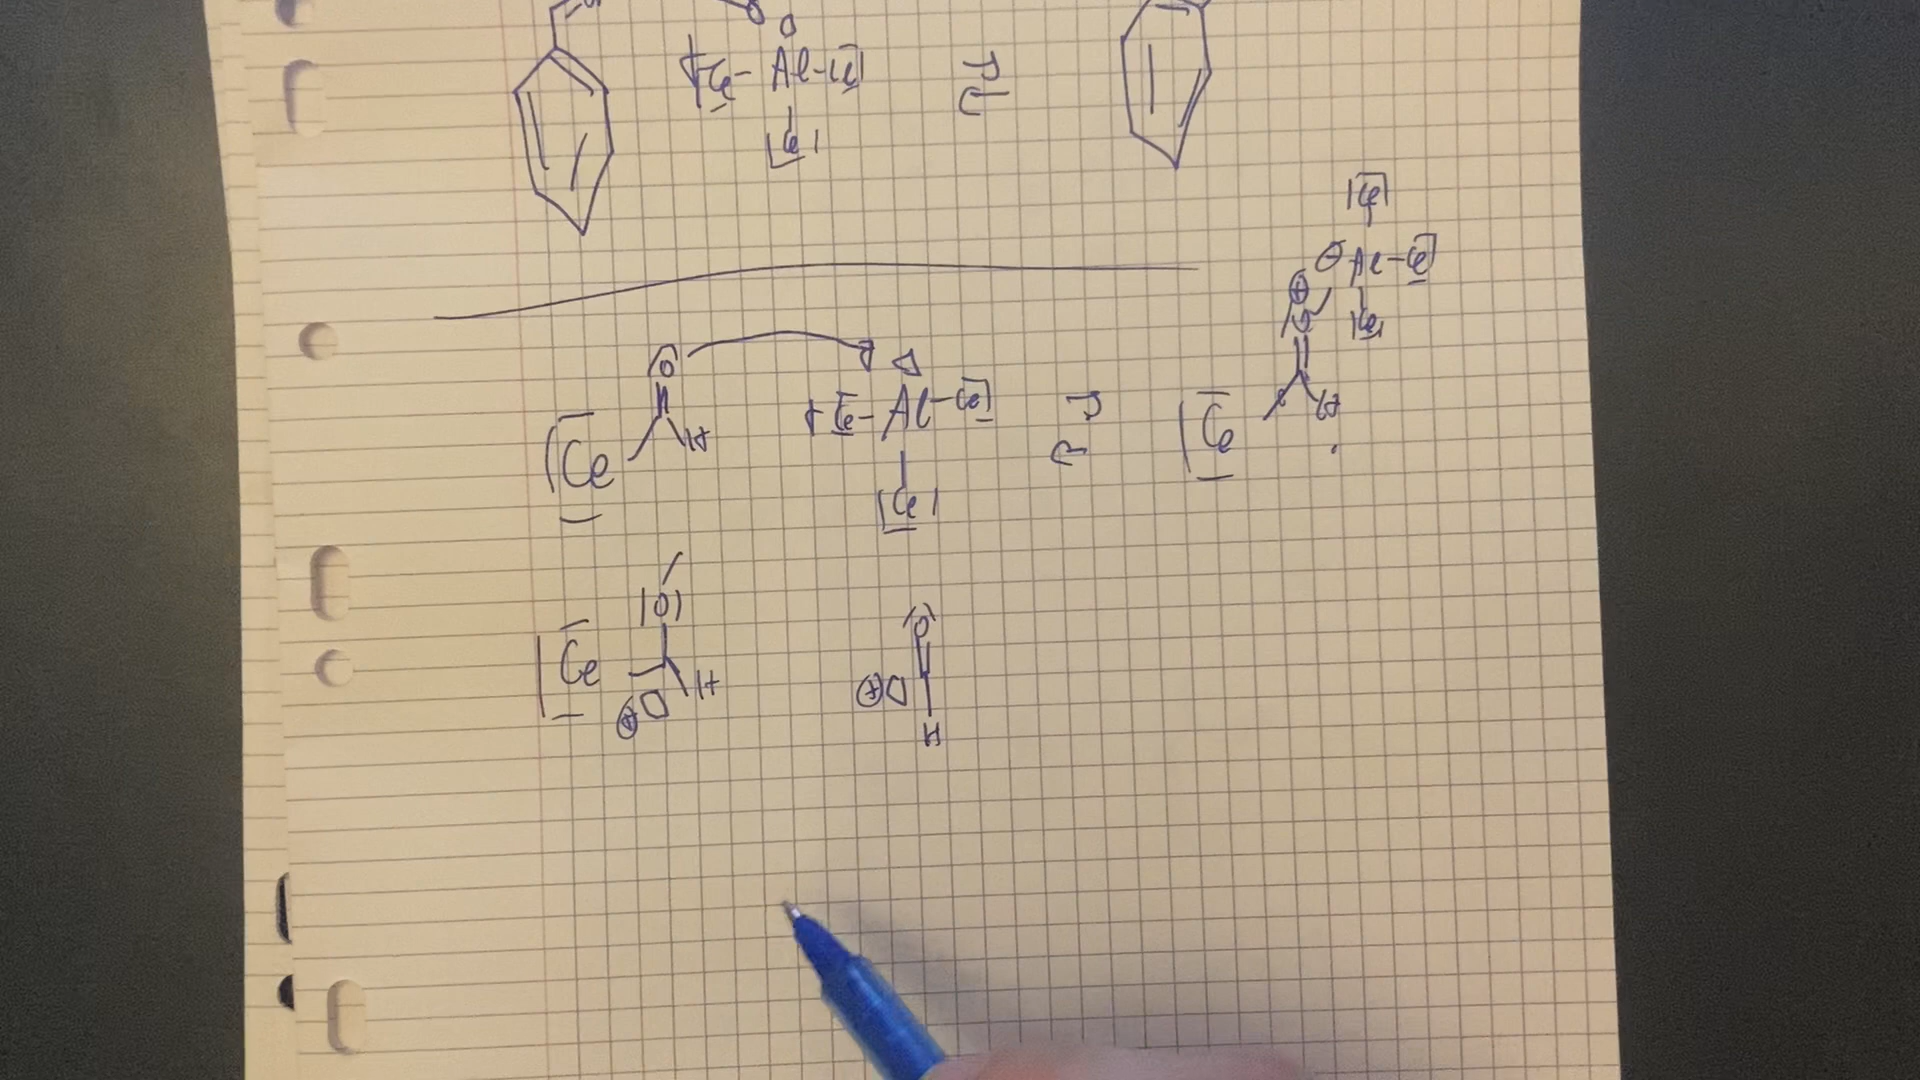 Cl - Al - Cl
Cl
Cl
⊖ Al - Cl
⊕
O Cl
O
Cl H Cl - Al - Cl Cl H
Cl
O O
Cl H ⊕
⊕ H